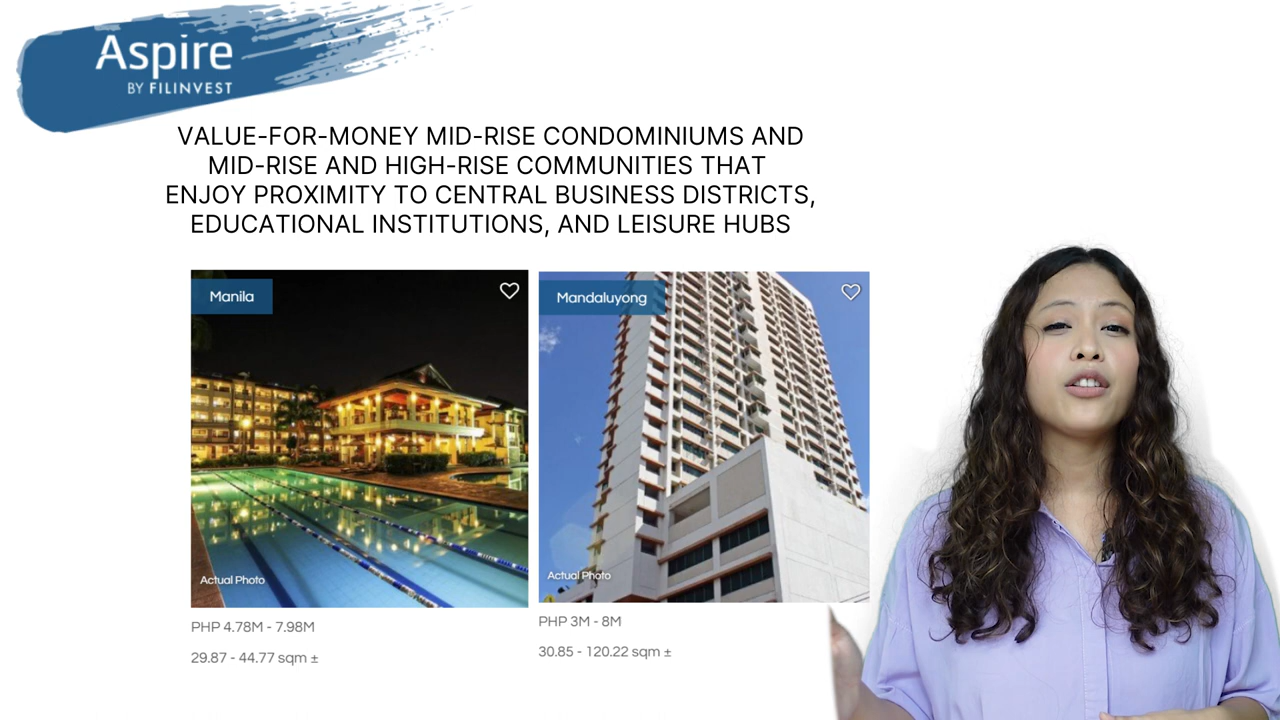 Aspire
BY FILINVEST
VALUE-FOR-MONEY MID-RISE CONDOMINIUMS AND
MID-RISE AND HIGH-RISE COMMUNITIES THAT
ENJOY PROXIMITY TO CENTRAL BUSINESS DISTRICTS,
EDUCATIONAL INSTITUTIONS, AND LEISURE HUBS
Manila
Actual Photo
PHP 4.78M - 7.98M
29.87 - 44.77 sqm ±
Mandaluyong
Actual Photo
PHP 3M - 8M
30.85 - 120.22 sqm ±